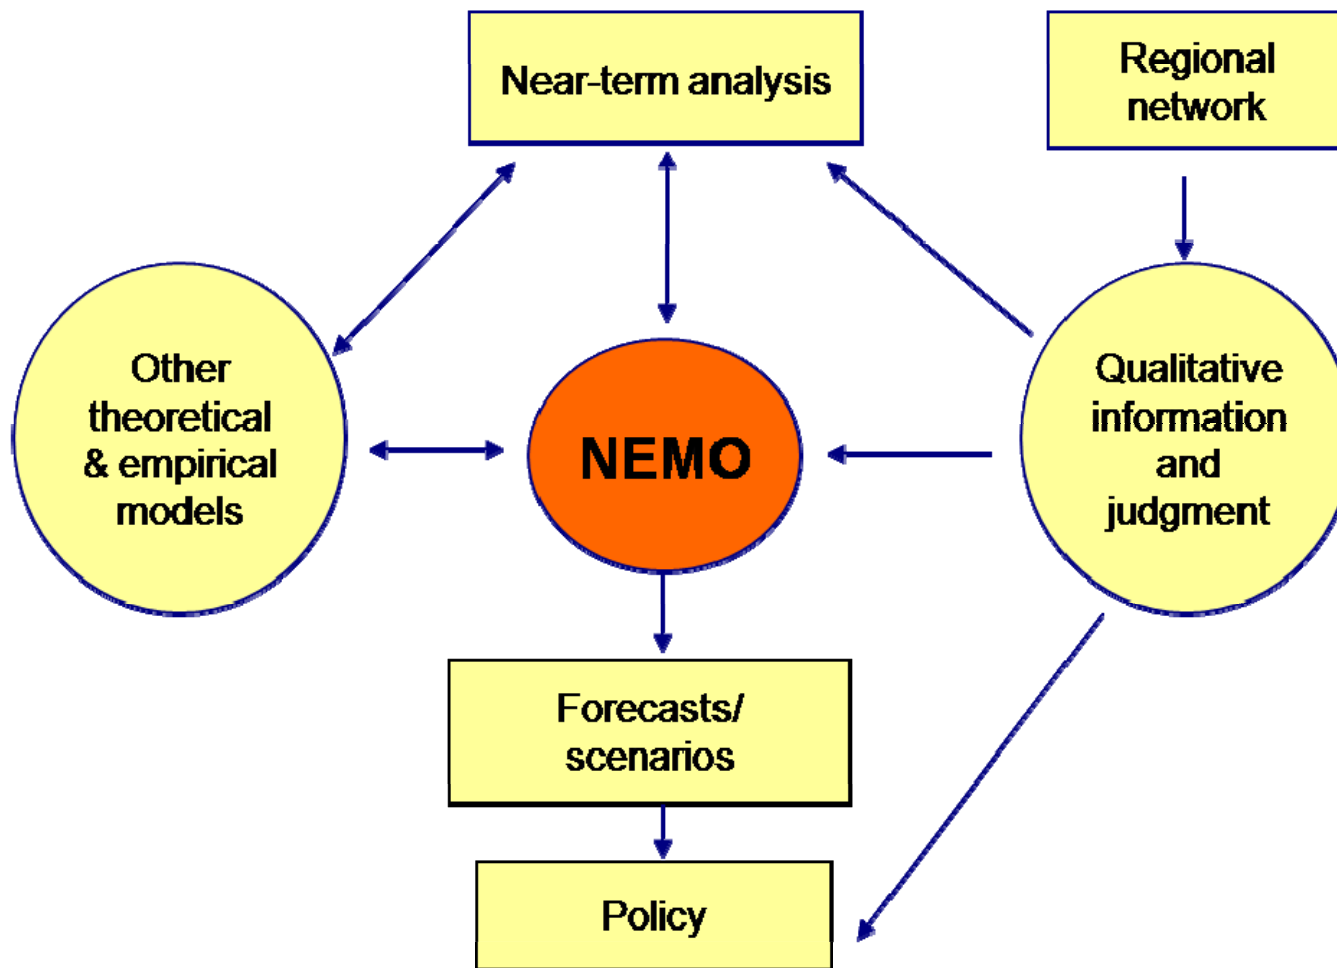 Near-term analysis
Regional
network
Other
theoretical
& empirical
models
NEMO
Qualitative
information
and
judgment
Forecasts/
scenarios
Policy